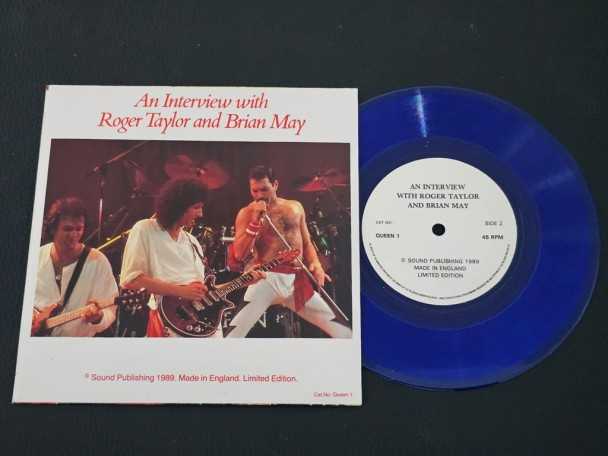 An Interview with
Roger Taylor and Brian May
℗ Sound Publishing 1989. Made in England. Limited Edition.
Cat.No: Queen 1
AN INTERVIEW
WITH ROGER TAYLOR
AND BRIAN MAY
CAT NO:
SIDE 2
QUEEN 1
45 RPM
℗ SOUND PUBLISHING 1989
MADE IN ENGLAND
LIMITED EDITION